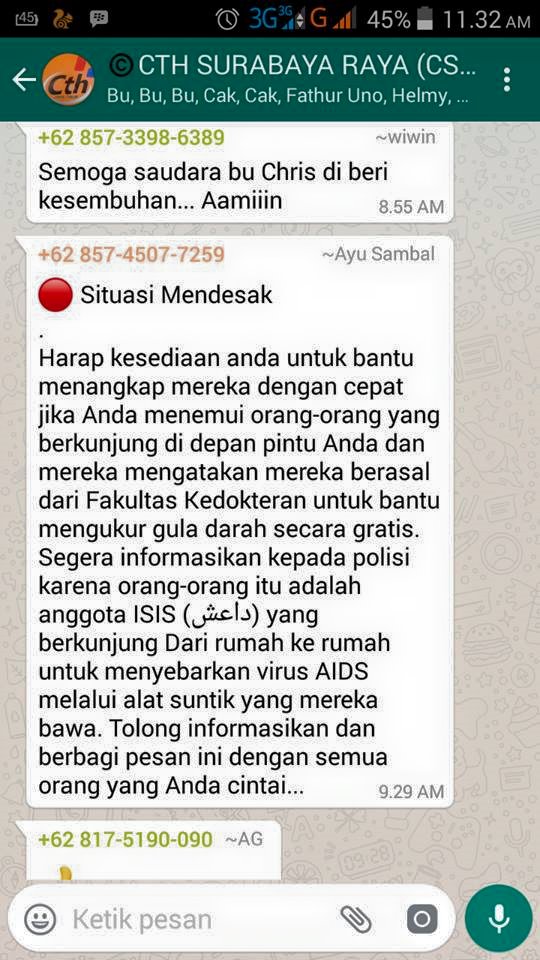 45
3G 3G G 45% 11.32 AM
Cth © CTH SURABAYA RAYA (CS...
Bu, Bu, Bu, Cak, Cak, Fathur Uno, Helmy, ...
+62 857-3398-6389 ~wiwin
Semoga saudara bu Chris di beri
kesembuhan... Aamiiin 8.55 AM
+62 857-4507-7259 ~Ayu Sambal
🔴 Situasi Mendesak
.
Harap kesediaan anda untuk bantu
menangkap mereka dengan cepat
jika Anda menemui orang-orang yang
berkunjung di depan pintu Anda dan
mereka mengatakan mereka berasal
dari Fakultas Kedokteran untuk bantu
mengukur gula darah secara gratis.
Segera informasikan kepada polisi
karena orang-orang itu adalah
anggota ISIS (داعش) yang
berkunjung Dari rumah ke rumah
untuk menyebarkan virus AIDS
melalui alat suntik yang mereka
bawa. Tolong informasikan dan
berbagi pesan ini dengan semua
orang yang Anda cintai... 9.29 AM
+62 817-5190-090 ~AG
Ketik pesan